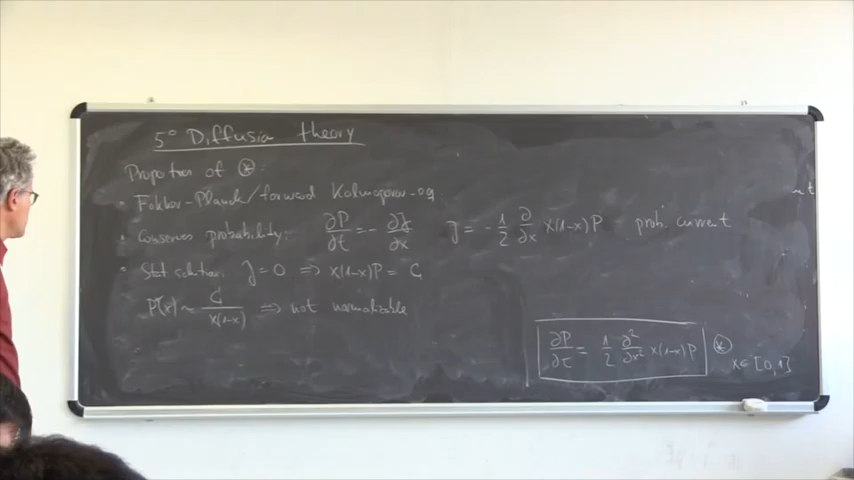 5° Diffusion theory
Properties of ⊛:
• Fokker-Planck/forward Kolmogorov-eq
• Conserves probability: ∂P/∂t = - ∂J/∂x J = - 1/2 ∂/∂x x(1-x)P prob. current
• Stat solution: J = 0 ⇒ x(1-x)P = C
P(x) ~ C/x(1-x) ⇒ not normalizable
∂P/∂τ = 1/2 ∂²/∂x² x(1-x)P ⊛
x∈[0,1]